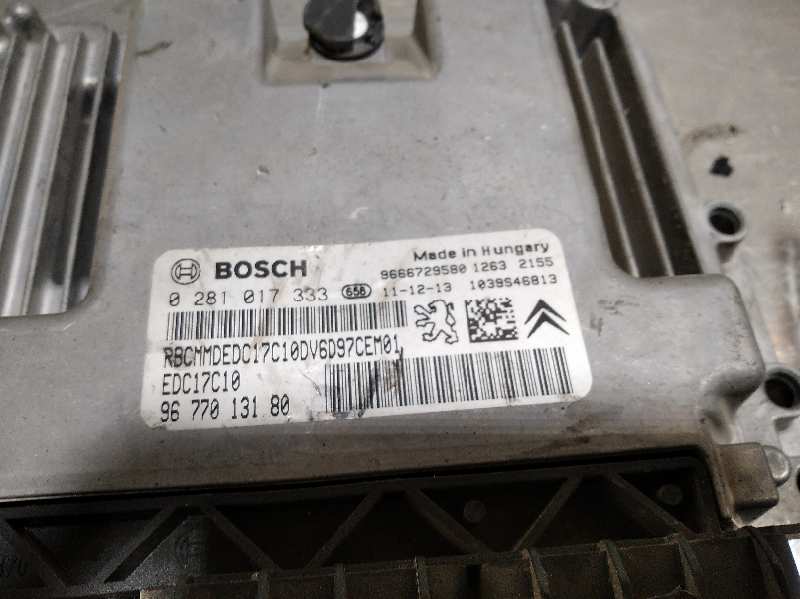 BOSCH
Made in Hungary
9666729580 1263 2155
0 281 017 333 658 11-12-13 1039S46813
RBCMMDEDC17C10DV6D97CEM01
EDC17C10
96 770 131 80